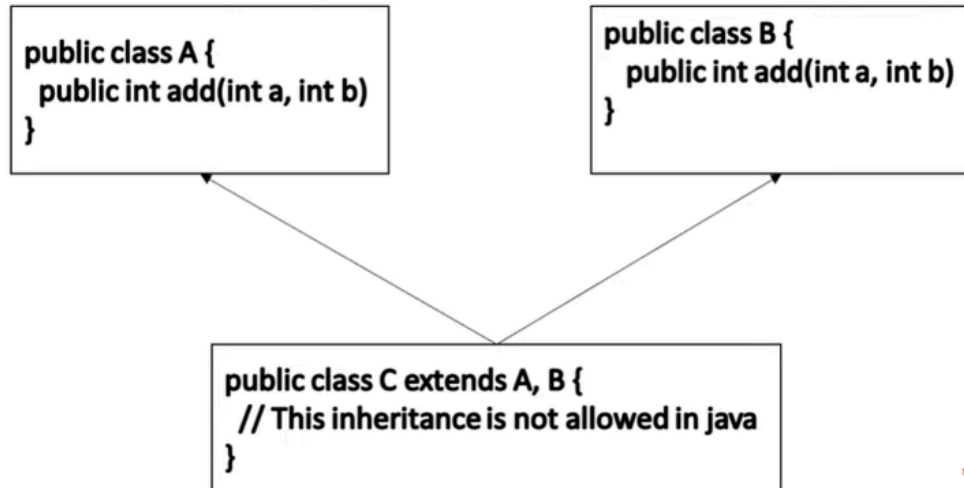 public class A {
public int add(int a, int b)
}
public class B {
public int add(int a, int b)
}
public class C extends A, B {
// This inheritance is not allowed in java
}